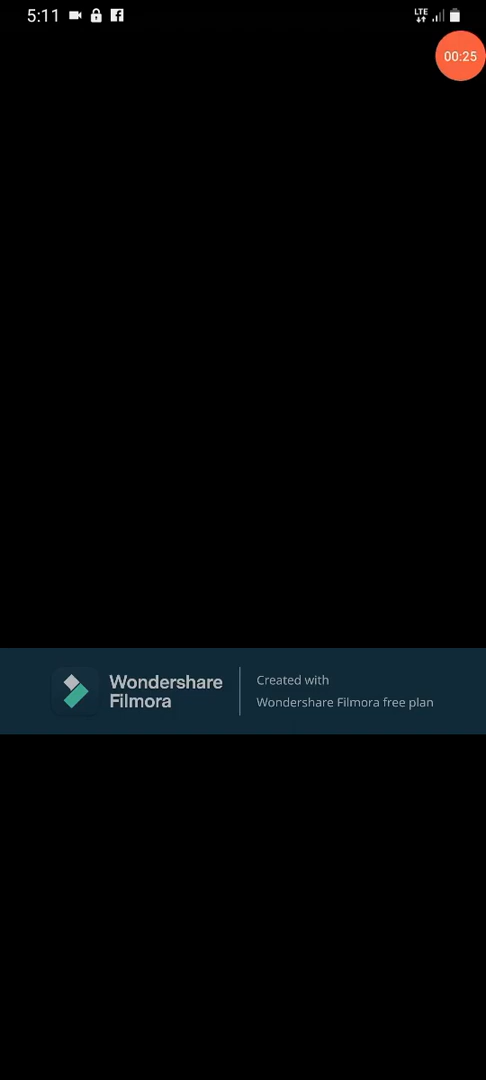 5:11
LTE
00:25
Wondershare
Filmora
Created with
Wondershare Filmora free plan